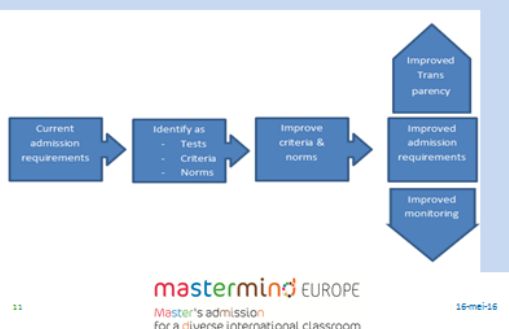 Current
admission
requirements
Identify as
- Tests
- Criteria
- Norms
Improve
criteria &
norms
Improved
Trans
parency
Improved
admission
requirements
Improved
monitoring
11
mastermind EUROPE
Master's admission
for a diverse international classroom
16-mei-16